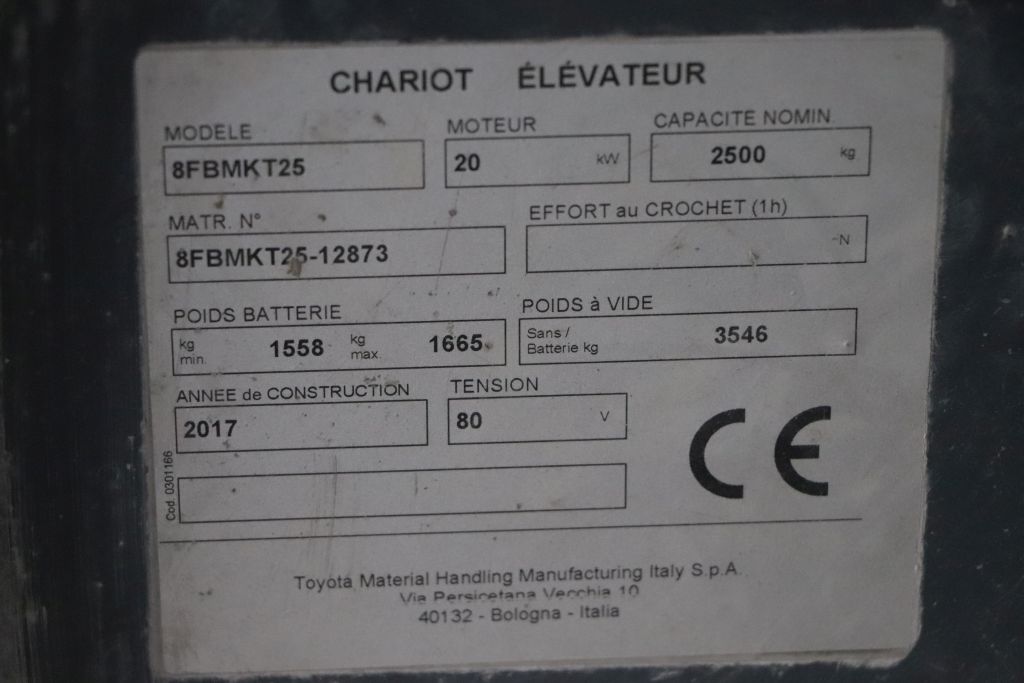 CHARIOT ÉLÉVATEUR
MODELE MOTEUR CAPACITE NOMIN.
8FBMKT25 20 kW 2500 kg
MATR. N° EFFORT au CROCHET (1h)
8FBMKT25-12873 N
POIDS BATTERIE POIDS à VIDE
kg min. 1558 kg max. 1665 Sans / Batterie kg 3546
ANNEE de CONSTRUCTION TENSION
2017 80 V
Cod. 0301166
CE
Toyota Material Handling Manufacturing Italy S.p.A.
Via Persicetana Vecchia 10
40132 - Bologna - Italia